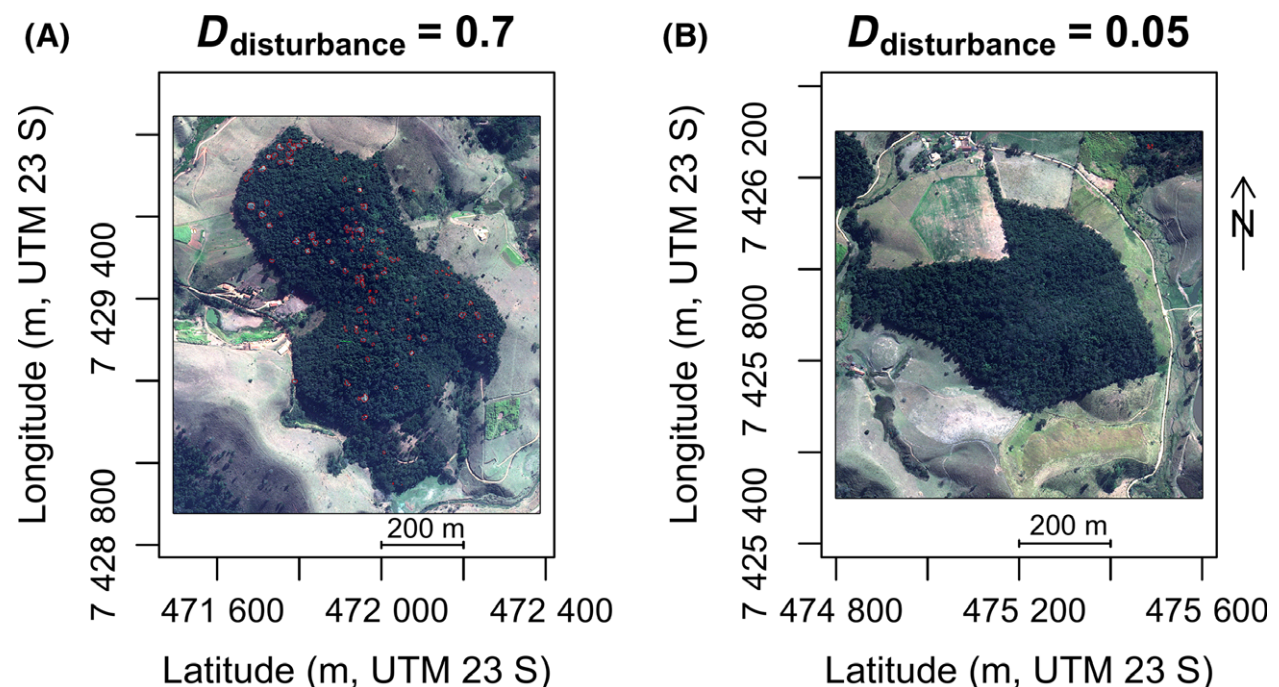 (A)
D disturbance = 0.7
Longitude (m, UTM 23 S)
7 428 800
7 429 400
200 m
471 600
472 000
472 400
Latitude (m, UTM 23 S)
(B)
D disturbance = 0.05
Longitude (m, UTM 23 S)
7 425 400
7 425 800
7 426 200
200 m
474 800
475 200
475 600
Latitude (m, UTM 23 S)
N